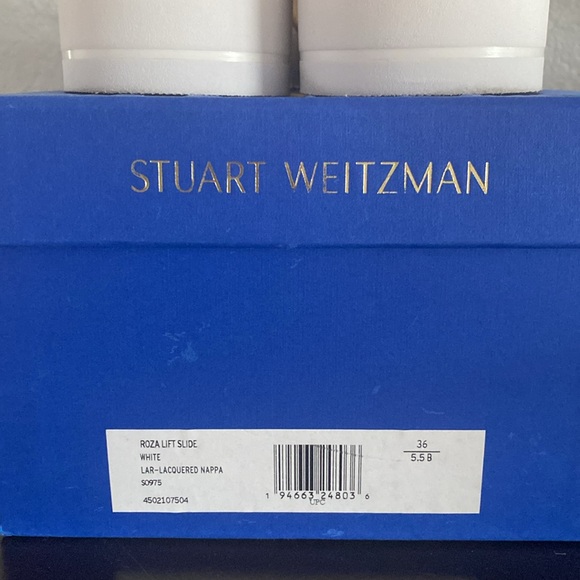 STUART WEITZMAN
ROZA LIFT SLIDE
WHITE
LAR-LACQUERED NAPPA
S0975
4502107504
1 94663 24803 6
UPC
36
5.5 B